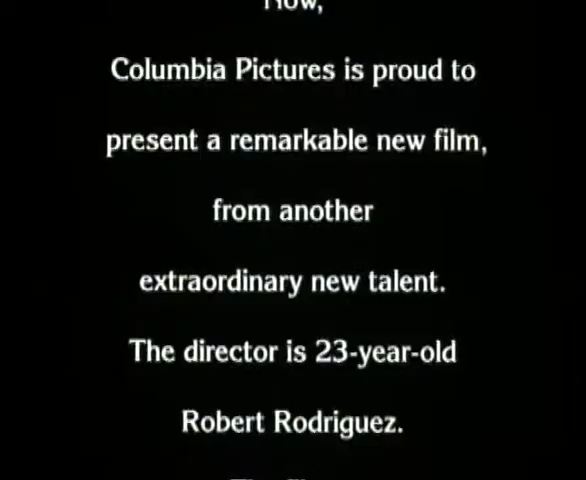 Now,
Columbia Pictures is proud to
present a remarkable new film,
from another
extraordinary new talent.
The director is 23-year-old
Robert Rodriguez.